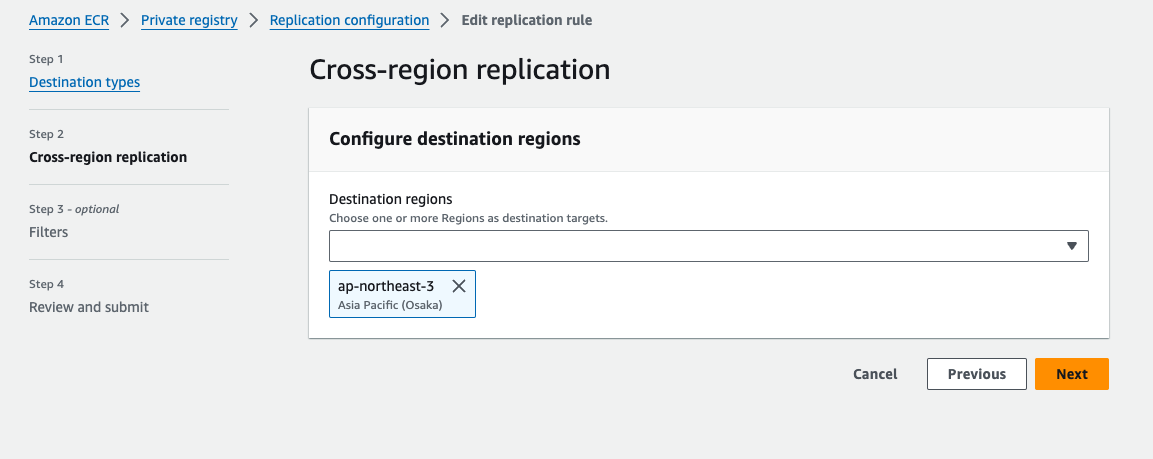 Amazon ECR > Private registry > Replication configuration > Edit replication rule
Step 1
Destination types
Step 2
Cross-region replication
Step 3 - optional
Filters
Step 4
Review and submit
Cross-region replication
Configure destination regions
Destination regions
Choose one or more Regions as destination targets.
ap-northeast-3
Asia Pacific (Osaka)
Cancel
Previous
Next